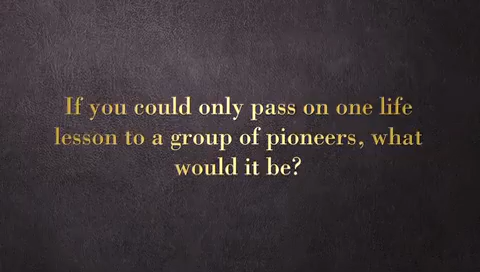 If you could only pass on one life
lesson to a group of pioneers, what
would it be?